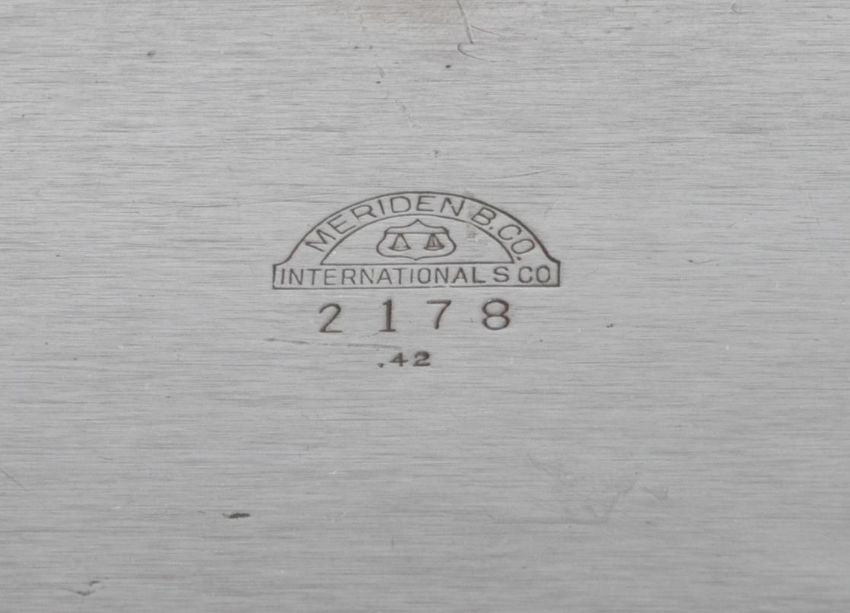 MERIDEN B. CO.
INTERNATIONAL S CO
2178
.42